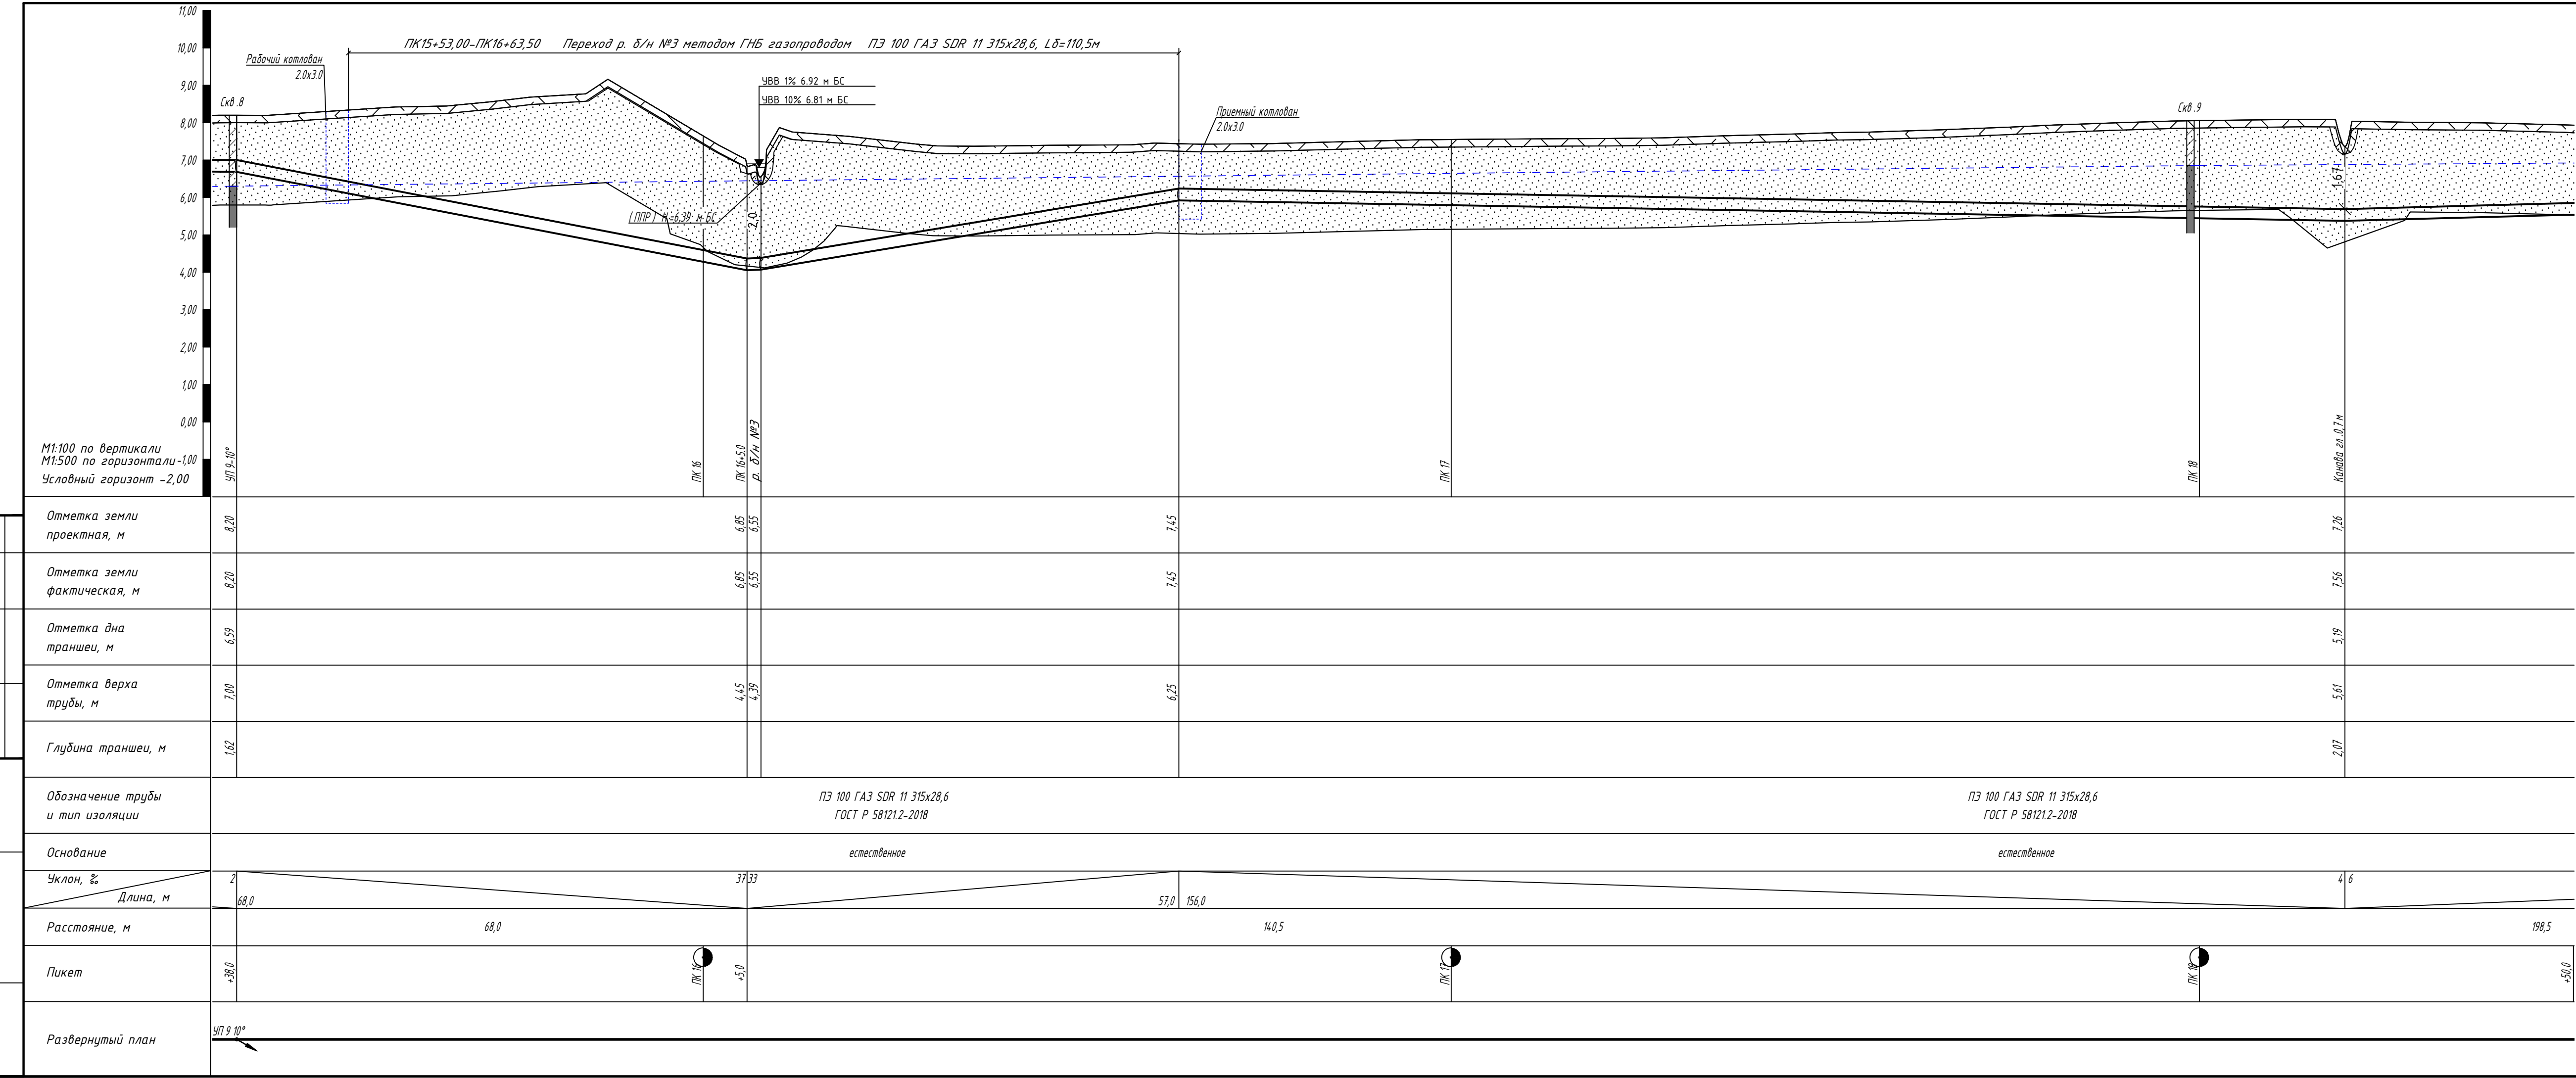 11,00
10,00
9,00
8,00
7,00
6,00
5,00
4,00
3,00
2,00
1,00
0,00
-1,00
ПК15+53,00-ПК16+63,50 Переход р. б/н №3 методом ГНБ газопроводом ПЭ 100 ГАЗ SDR 11 315х28,6, Lб=110,5м
Рабочий котлован
2.0х3.0
Скв.8
УВВ 1% 6.92 м БС
УВВ 10% 6.81 м БС
Приемный котлован
2.0х3.0
Скв.9
(ППР) Н =6,39 м БС
2,0
1,67
М1:100 по вертикали
М1:500 по горизонтали
Условный горизонт -2,00
УП 9-10°
ПК 16
ПК 16+5,0
р. б/н №3
ПК 17
ПК 18
Канава гл.0,7 м
Отметка земли
проектная, м
8,20
6,85
6,55
7,45
7,26
Отметка земли
фактическая, м
8,20
6,85
6,55
7,45
7,56
Отметка дна
траншеи, м
6,59
5,19
Отметка верха
трубы, м
7,00
4,45
4,39
6,25
5,61
Глубина траншеи, м
1,62
2,07
Обозначение трубы
и тип изоляции
ПЭ 100 ГАЗ SDR 11 315х28,6
ГОСТ Р 58121.2-2018
ПЭ 100 ГАЗ SDR 11 315х28,6
ГОСТ Р 58121.2-2018
Основание
естественное
естественное
Уклон, ‰
2
37
33
4
6
Длина, м
68,0
57,0
156,0
Расстояние, м
68,0
140,5
198,5
Пикет
+38,0
ПК 16
+5,0
ПК 17
ПК 18
+50,0
Развернутый план
УП 9 10°